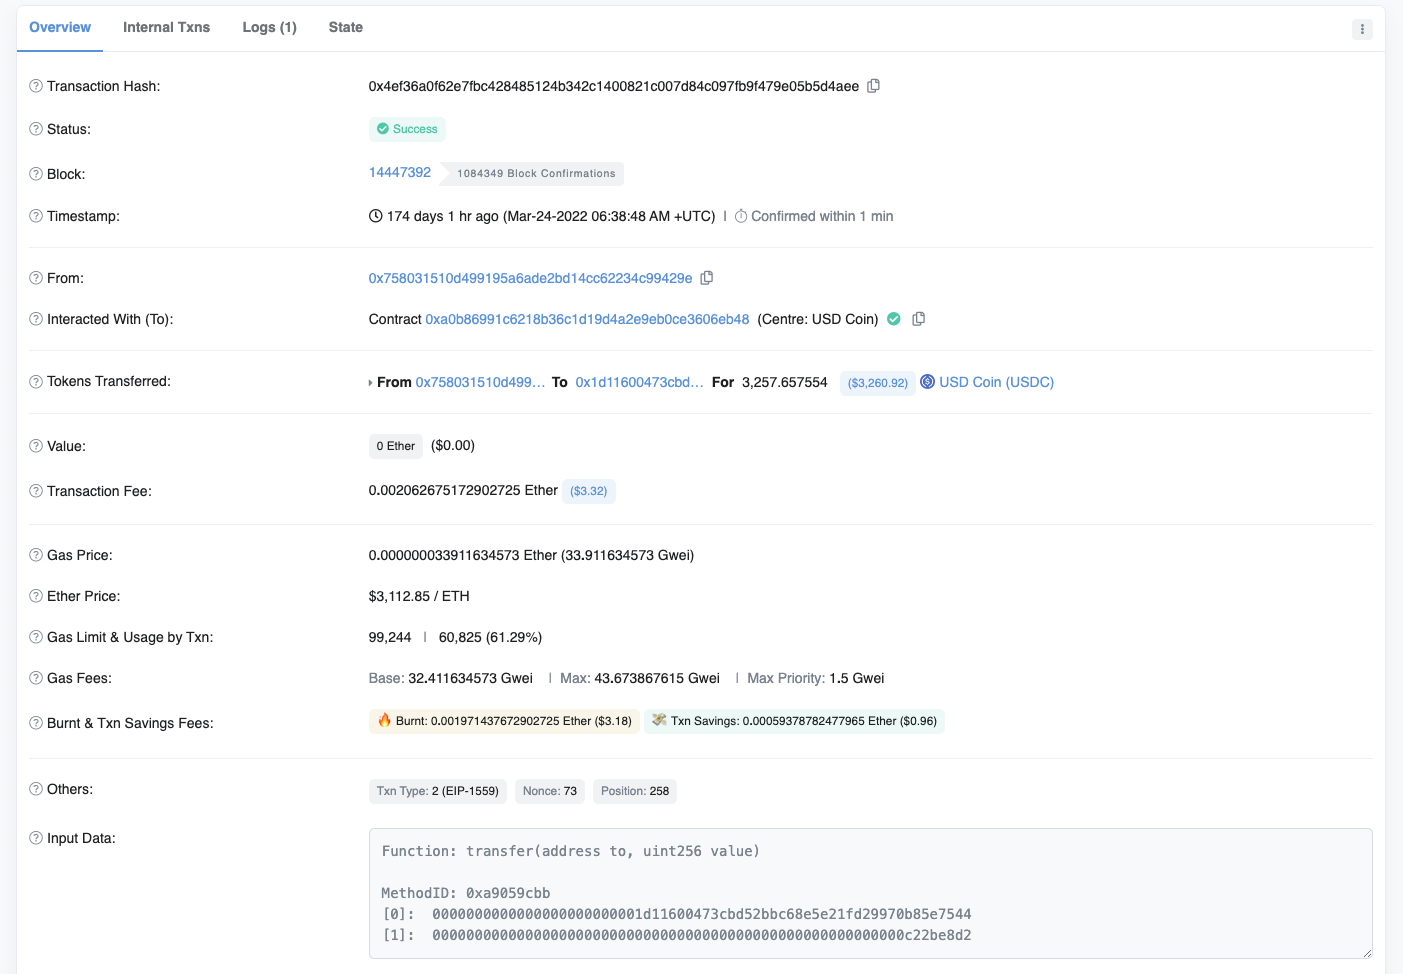 Overview Internal Txns Logs (1) State
Transaction Hash: 0x4ef36a0f62e7fbc428485124b342c1400821c007d84c097fb9f479e05b5d4aee
Status: Success
Block: 14447392 1084349 Block Confirmations
Timestamp: 174 days 1 hr ago (Mar-24-2022 06:38:48 AM +UTC) | Confirmed within 1 min
From: 0x758031510d499195a6ade2bd14cc62234c99429e
Interacted With (To): Contract 0xa0b86991c6218b36c1d19d4a2e9eb0ce3606eb48 (Centre: USD Coin)
Tokens Transferred: From 0x758031510d499... To 0x1d11600473cbd... For 3,257.657554 ($3,260.92) USD Coin (USDC)
Value: 0 Ether ($0.00)
Transaction Fee: 0.002062675172902725 Ether ($3.32)
Gas Price: 0.000000033911634573 Ether (33.911634573 Gwei)
Ether Price: $3,112.85 / ETH
Gas Limit & Usage by Txn: 99,244 | 60,825 (61.29%)
Gas Fees: Base: 32.411634573 Gwei | Max: 43.673867615 Gwei | Max Priority: 1.5 Gwei
Burnt & Txn Savings Fees: Burnt: 0.001971437672902725 Ether ($3.18) Txn Savings: 0.00059378782477965 Ether ($0.96)
Others: Txn Type: 2 (EIP-1559) Nonce: 73 Position: 258
Input Data:
Function: transfer(address to, uint256 value)
MethodID: 0xa9059cbb
[0]: 0000000000000000000000001d11600473cbd52bbc68e5e21fd29970b85e7544
[1]: 00000000000000000000000000000000000000000000000000000000c22be8d2